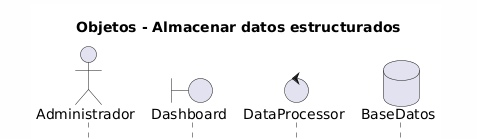 Objetos - Almacenar datos estructurados
Administrador Dashboard DataProcessor BaseDatos